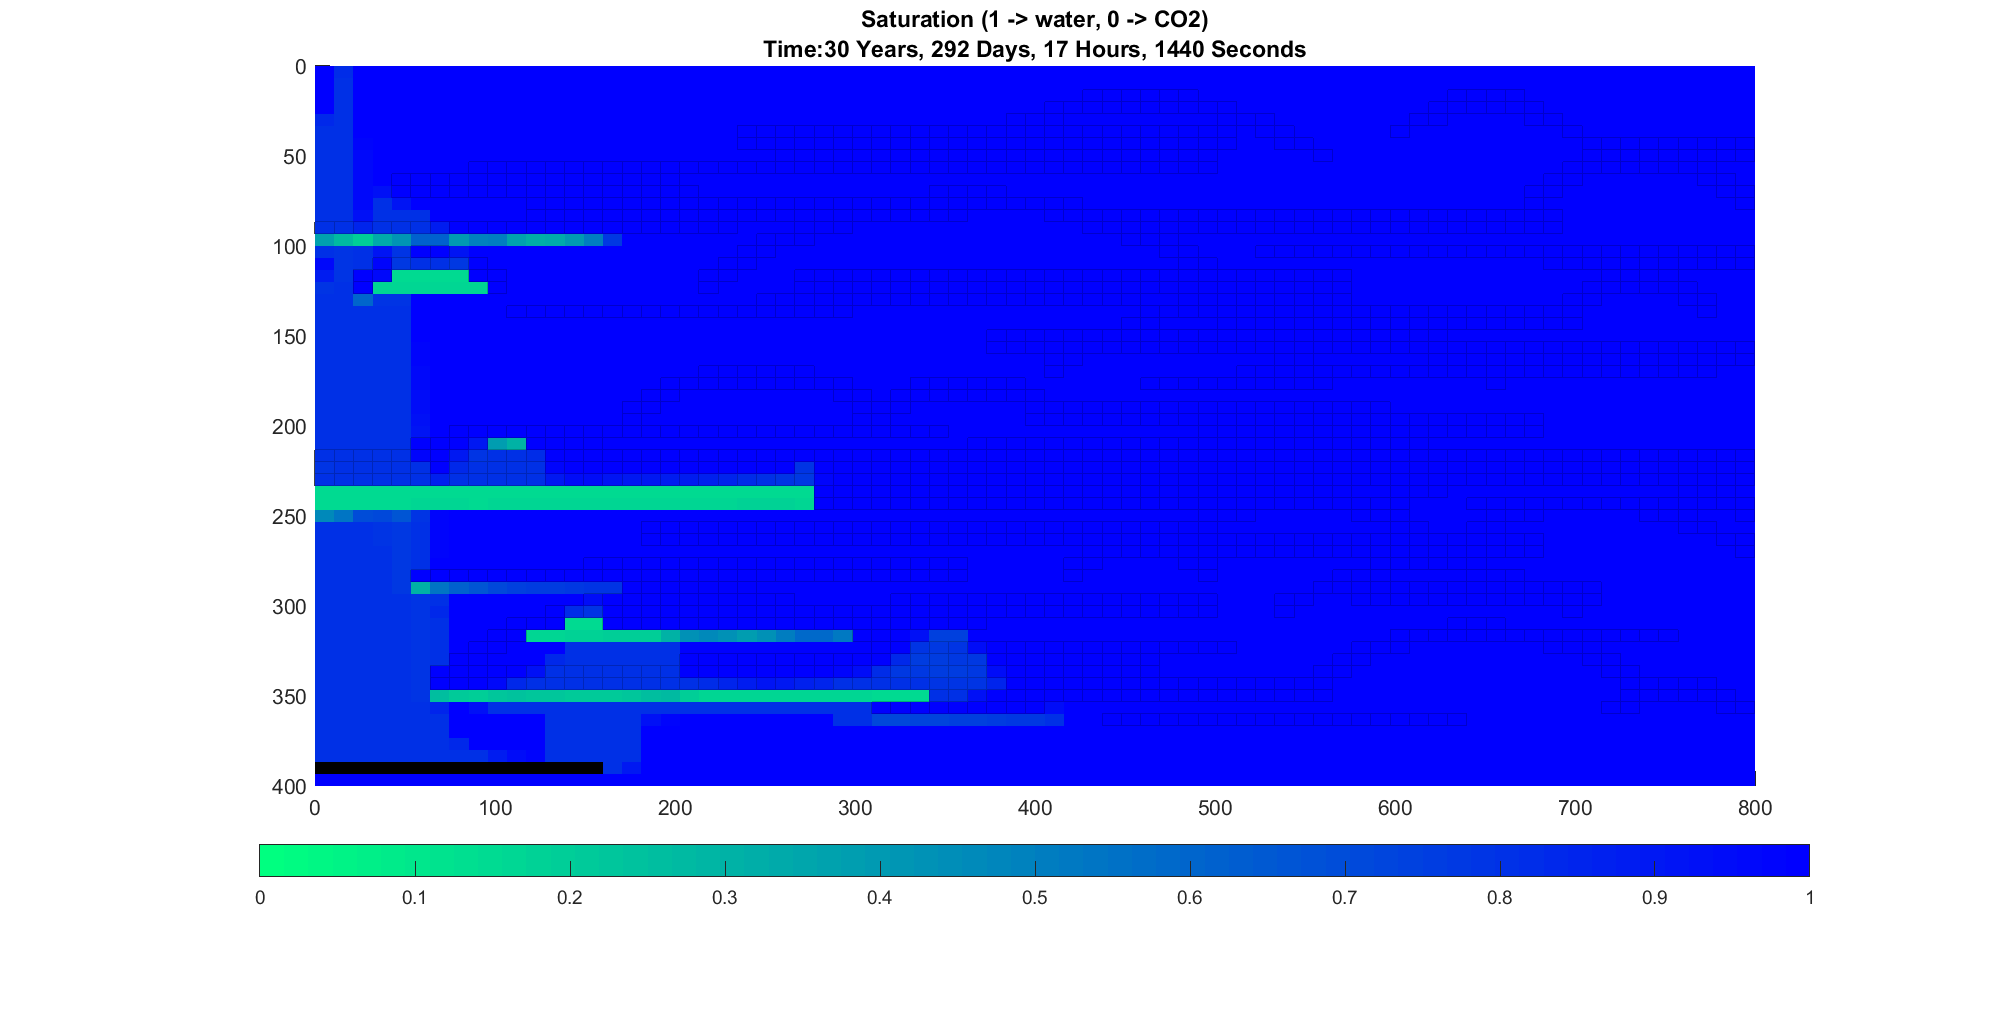 Saturation (1 -> water, 0 -> CO2)
Time:30 Years, 292 Days, 17 Hours, 1440 Seconds
0
50
100
150
200
250
300
350
400
0 100 200 300 400 500 600 700 800
0 0.1 0.2 0.3 0.4 0.5 0.6 0.7 0.8 0.9 1